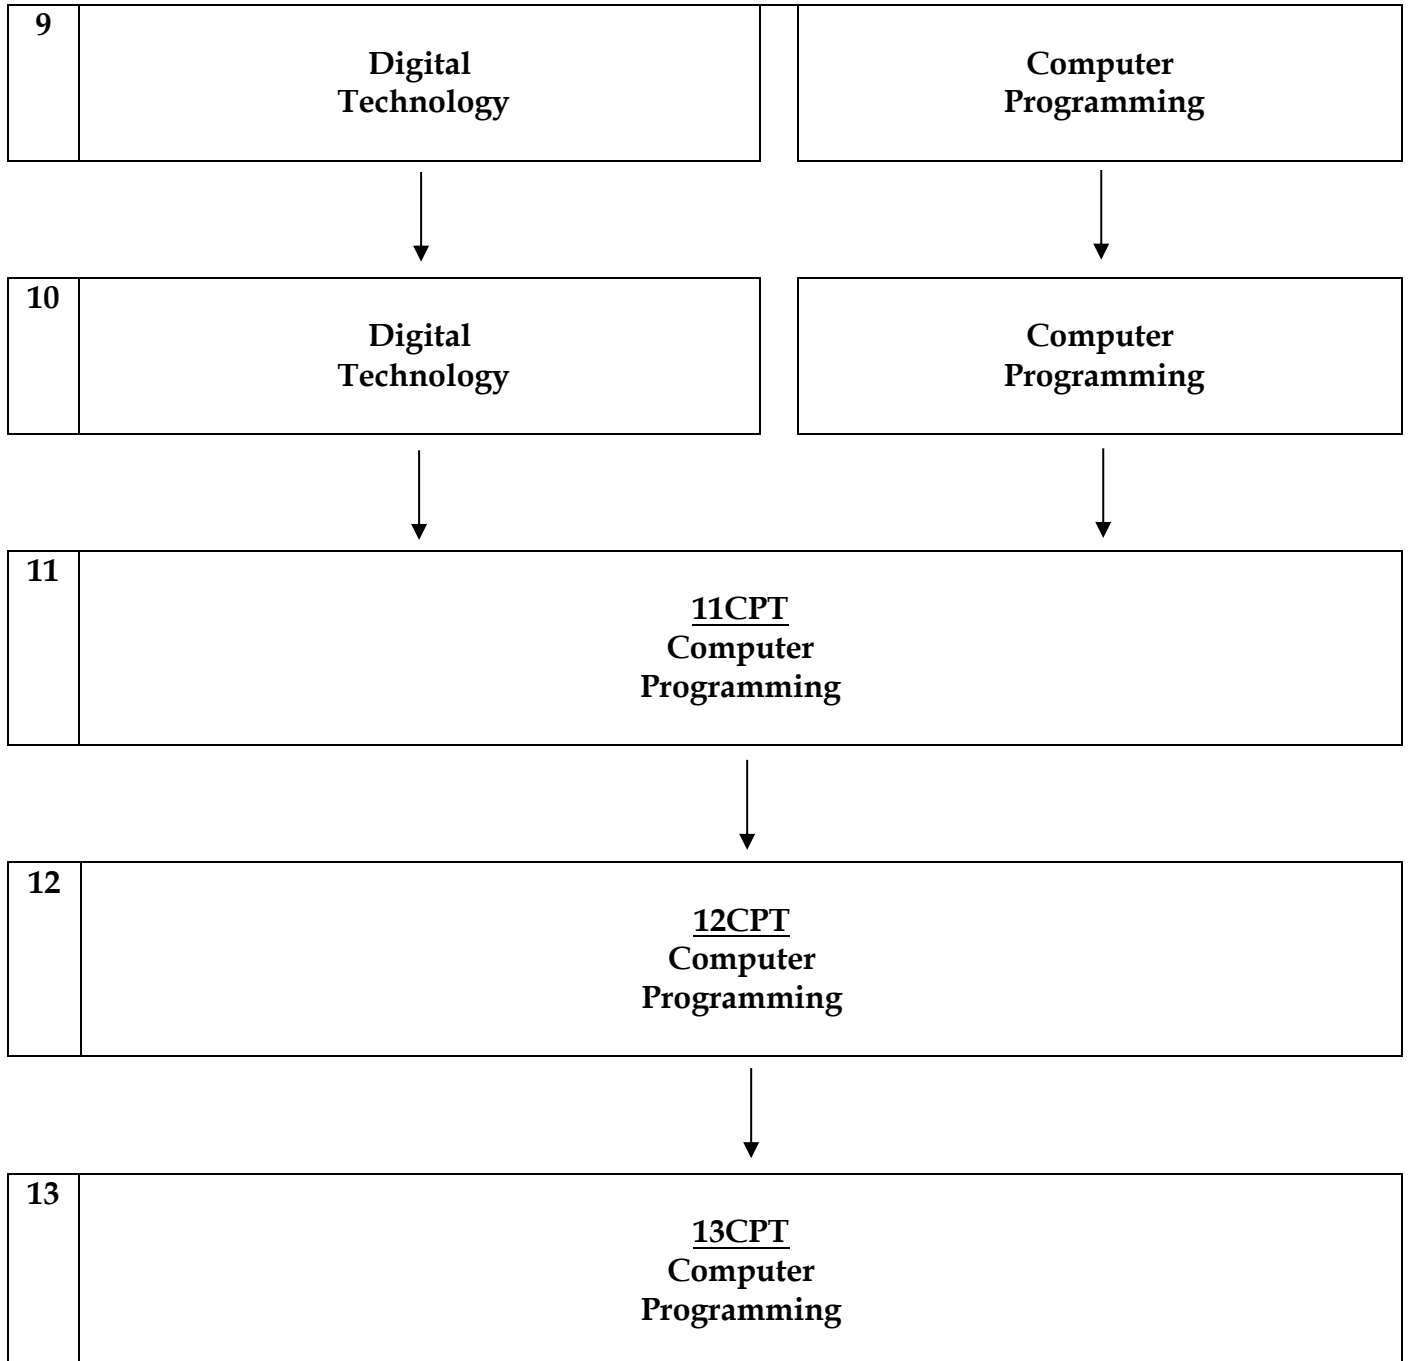 9
Digital
Technology
Computer
Programming
10
Digital
Technology
Computer
Programming
11
11CPT
Computer
Programming
12
12CPT
Computer
Programming
13
13CPT
Computer
Programming